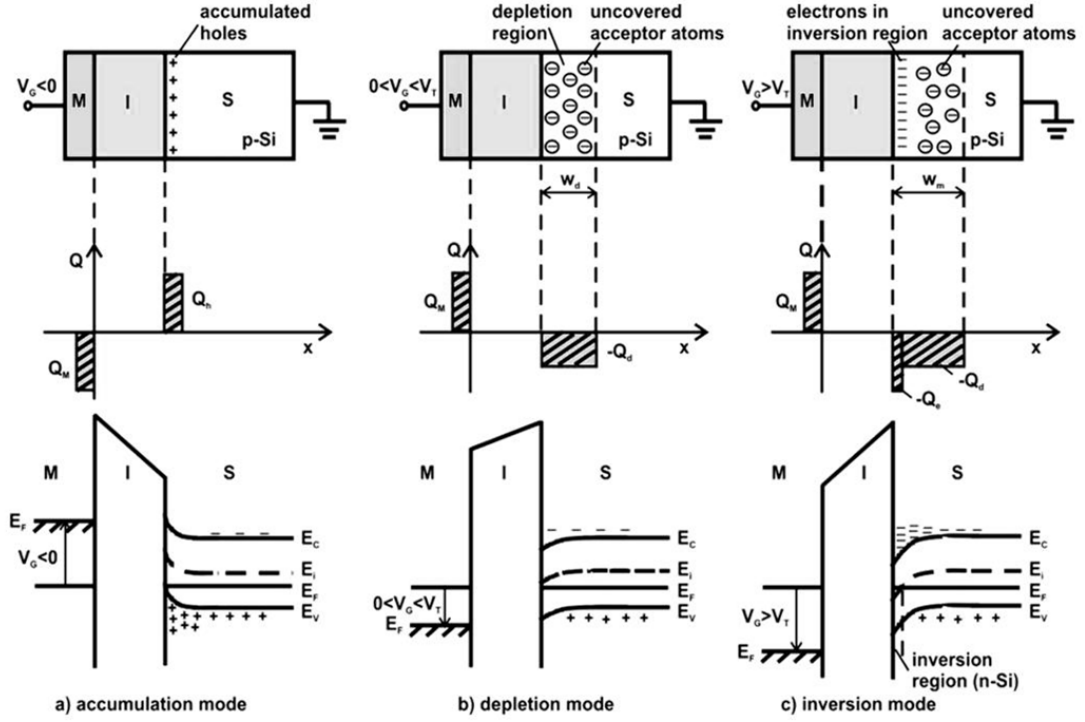 accumulated
holes
V_G<0
M
I
S
p-Si
Q
Q_h
Q_M
x
M
I
S
E_F
V_G<0
E_C
E_i
E_F
E_V
a) accumulation mode
depletion
region
uncovered
acceptor atoms
0<V_G<V_T
M
I
S
p-Si
w_d
Q
Q_M
-Q_d
x
M
I
S
0<V_G<V_T
E_F
E_C
E_i
E_F
E_V
b) depletion mode
electrons in
inversion region
uncovered
acceptor atoms
V_G>V_T
M
I
S
p-Si
w_m
Q
Q_M
x
-Q_d
-Q_e
M
I
S
V_G>V_T
E_F
E_C
E_i
E_F
E_V
inversion
region (n-Si)
c) inversion mode